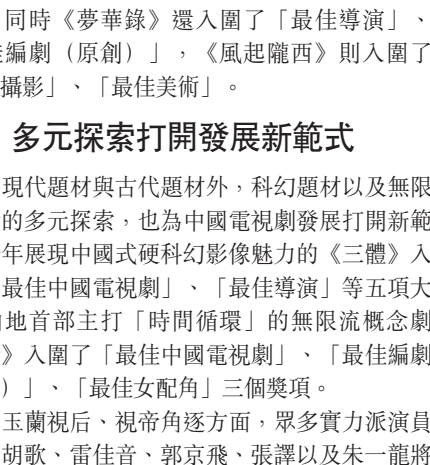 同時《夢華錄》還入圍了「最佳導演」、
編劇（原創）」，《風起隴西》則入圍了
攝影」、「最佳美術」。
多元探索打開發展新範式
現代題材與古代題材外，科幻題材以及無限
的多元探索，也為中國電視劇發展打開新範
年展現中國式硬科幻影像魅力的《三體》入
最佳中國電視劇」、「最佳導演」等五項大
地首部主打「時間循環」的無限流概念劇
》入圍了「最佳中國電視劇」、「最佳編劇
）」、「最佳女配角」三個獎項。
玉蘭視后、視帝角逐方面，眾多實力派演員
胡歌、雷佳音、郭京飛、張譯以及朱一龍將